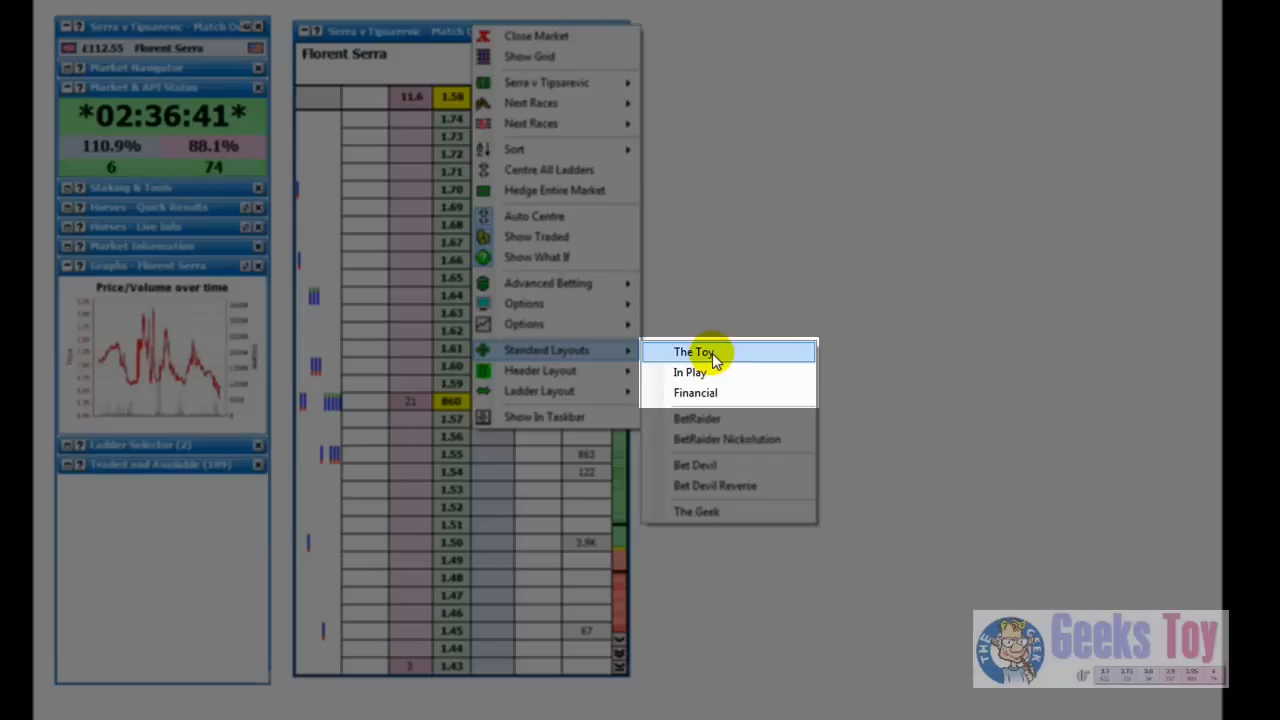 Serra v Tipsarevic - Match O
£112.55 Florent Serra
Market Navigator
Market & API Status
*02:36:41*
110.9% 88.1%
6 74
Staking & Tools
Horses - Quick Results
Horses - Live Info
Market Information
Graphs - Florent Serra
Price/Volume over time
Price
Volume
Ladder Selector (2)
Traded and Available (189)
Serra v Tipsarevic - Match O
Florent Serra
11.6 1.58
1.74
1.73
1.72
1.71
1.70
1.69
1.68
1.67
1.66
1.65
1.64
1.63
1.62
1.61
1.60
1.59
21 860
1.57
1.56
1.55 863
1.54 122
1.53
1.52
1.51
1.50 3.8K
1.49
1.48
1.47
1.46
1.45 67
1.44
3 1.43
Close Market
Show Grid
Serra v Tipsarevic
Next Races
Next Races
Sort
Centre All Ladders
Hedge Entire Market
Auto Centre
Show Traded
Show What If
Advanced Betting
Options
Options
Standard Layouts
Header Layout
Ladder Layout
Show In Taskbar
The Toy
In Play
Financial
BetRaider
BetRaider Nickolution
Bet Devil
Bet Devil Reverse
The Geek
THE GEEK
Geeks Toy